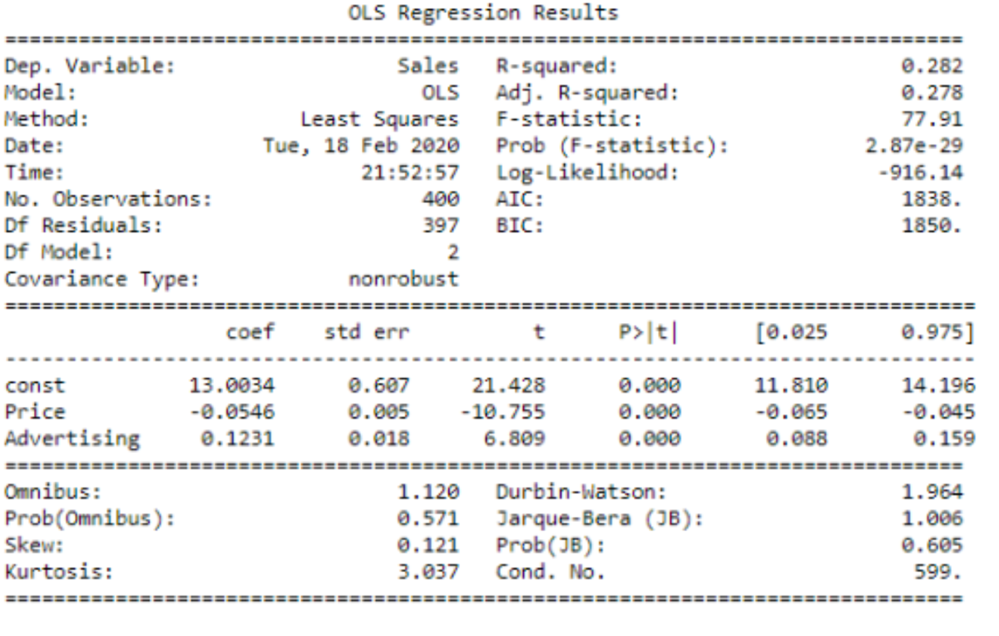 OLS Regression Results
==============================================================================
Dep. Variable: Sales R-squared: 0.282
Model: OLS Adj. R-squared: 0.278
Method: Least Squares F-statistic: 77.91
Date: Tue, 18 Feb 2020 Prob (F-statistic): 2.87e-29
Time: 21:52:57 Log-Likelihood: -916.14
No. Observations: 400 AIC: 1838.
Df Residuals: 397 BIC: 1850.
Df Model: 2
Covariance Type: nonrobust
===============================================================================
coef std err t P>|t| [0.025 0.975]
-------------------------------------------------------------------------------
const 13.0034 0.607 21.428 0.000 11.810 14.196
Price -0.0546 0.005 -10.755 0.000 -0.065 -0.045
Advertising 0.1231 0.018 6.809 0.000 0.088 0.159
==============================================================================
Omnibus: 1.120 Durbin-Watson: 1.964
Prob(Omnibus): 0.571 Jarque-Bera (JB): 1.006
Skew: 0.121 Prob(JB): 0.605
Kurtosis: 3.037 Cond. No. 599.
==============================================================================